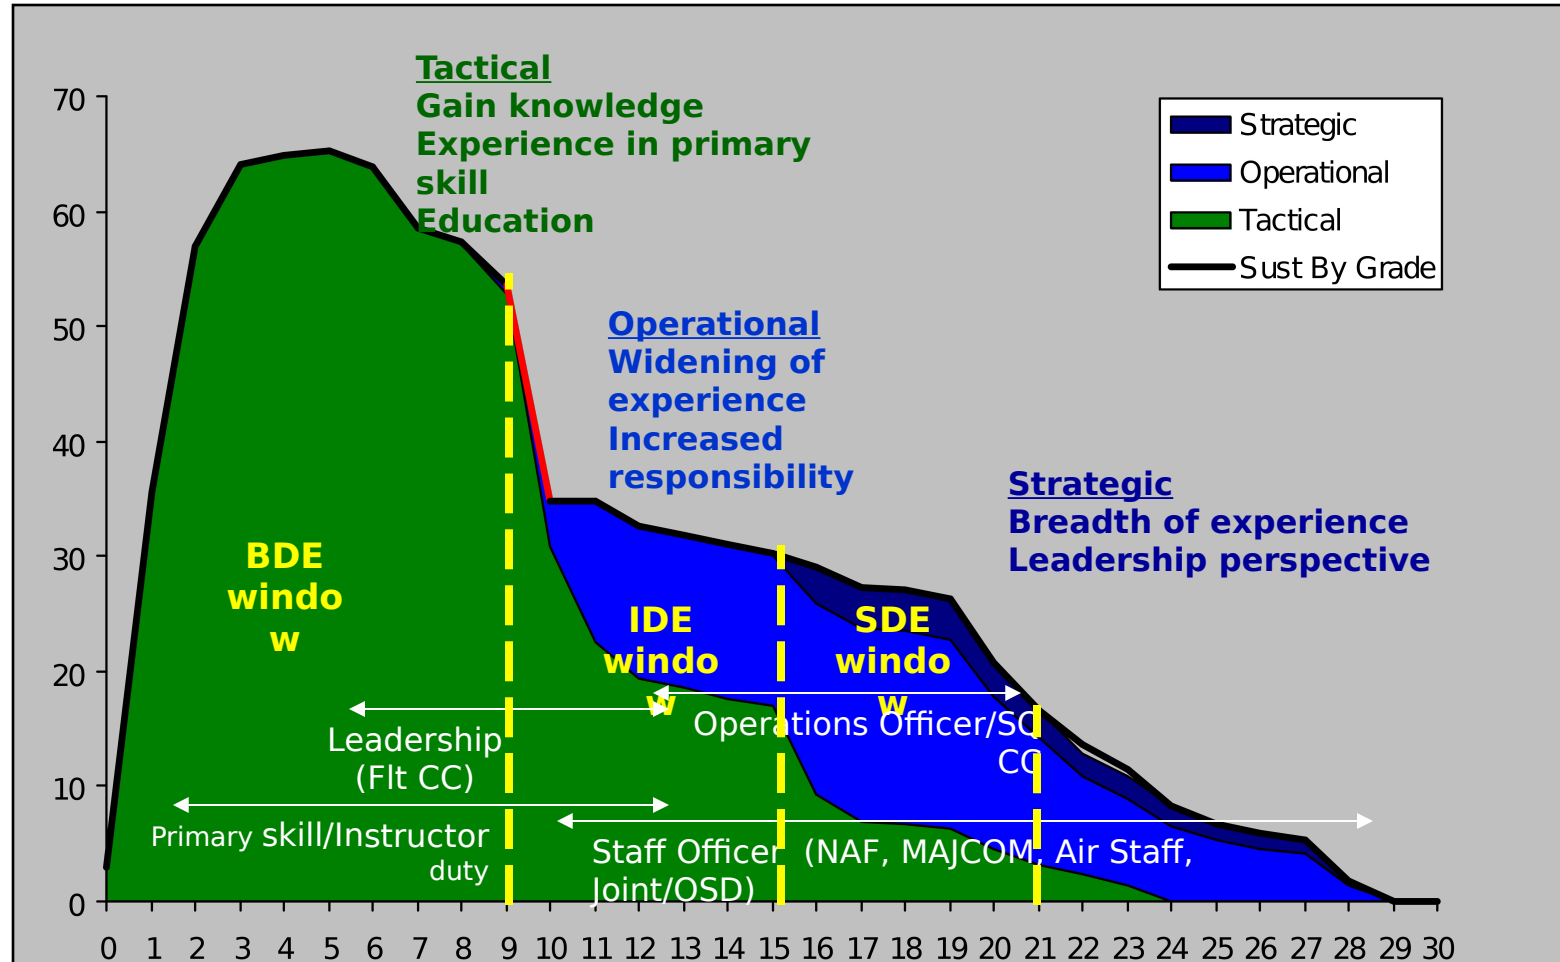 Tactical
Gain knowledge
Experience in primary
skill
Education
70
60
50
40
30
20
10
0
Strategic
Operational
Tactical
Sust By Grade
Operational
Widening of
experience
Increased
responsibility
Strategic
Breadth of experience
Leadership perspective
BDE
windo
w
IDE
windo
w
SDE
windo
w
Leadership
(Flt CC)
Operations Officer/SQ
CC
Primary skill/Instructor
duty
Staff Officer (NAF, MAJCOM, Air Staff,
Joint/OSD)
0 1 2 3 4 5 6 7 8 9 10 11 12 13 14 15 16 17 18 19 20 21 22 23 24 25 26 27 28 29 30